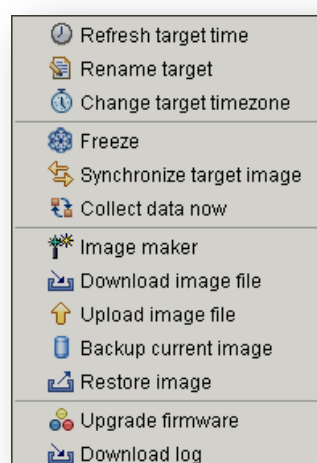 Refresh target time
Rename target
Change target timezone
Freeze
Synchronize target image
Collect data now
Image maker
Download image file
Upload image file
Backup current image
Restore image
Upgrade firmware
Download log